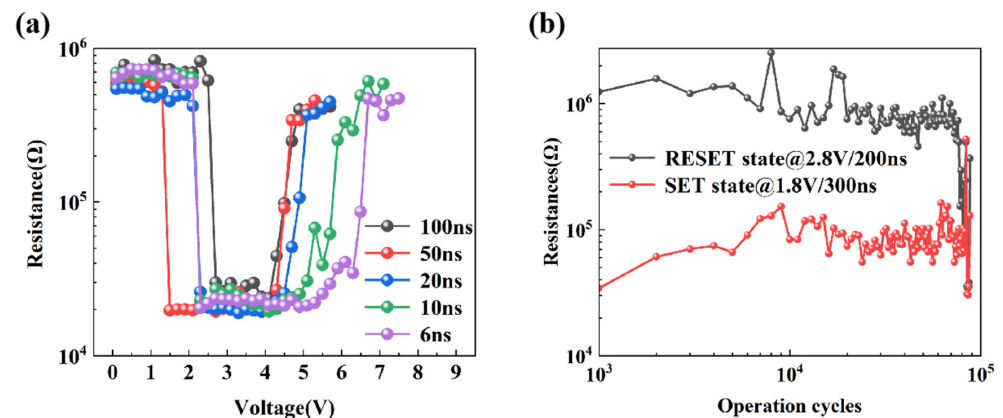 (a)
10⁶
10⁵
10⁴
Resistance(Ω)
100ns
50ns
20ns
10ns
6ns
0 1 2 3 4 5 6 7 8 9
Voltage(V)
(b)
10⁶
10⁵
10⁴
Resistances(Ω)
RESET state@2.8V/200ns
SET state@1.8V/300ns
10³ 10⁴ 10⁵
Operation cycles